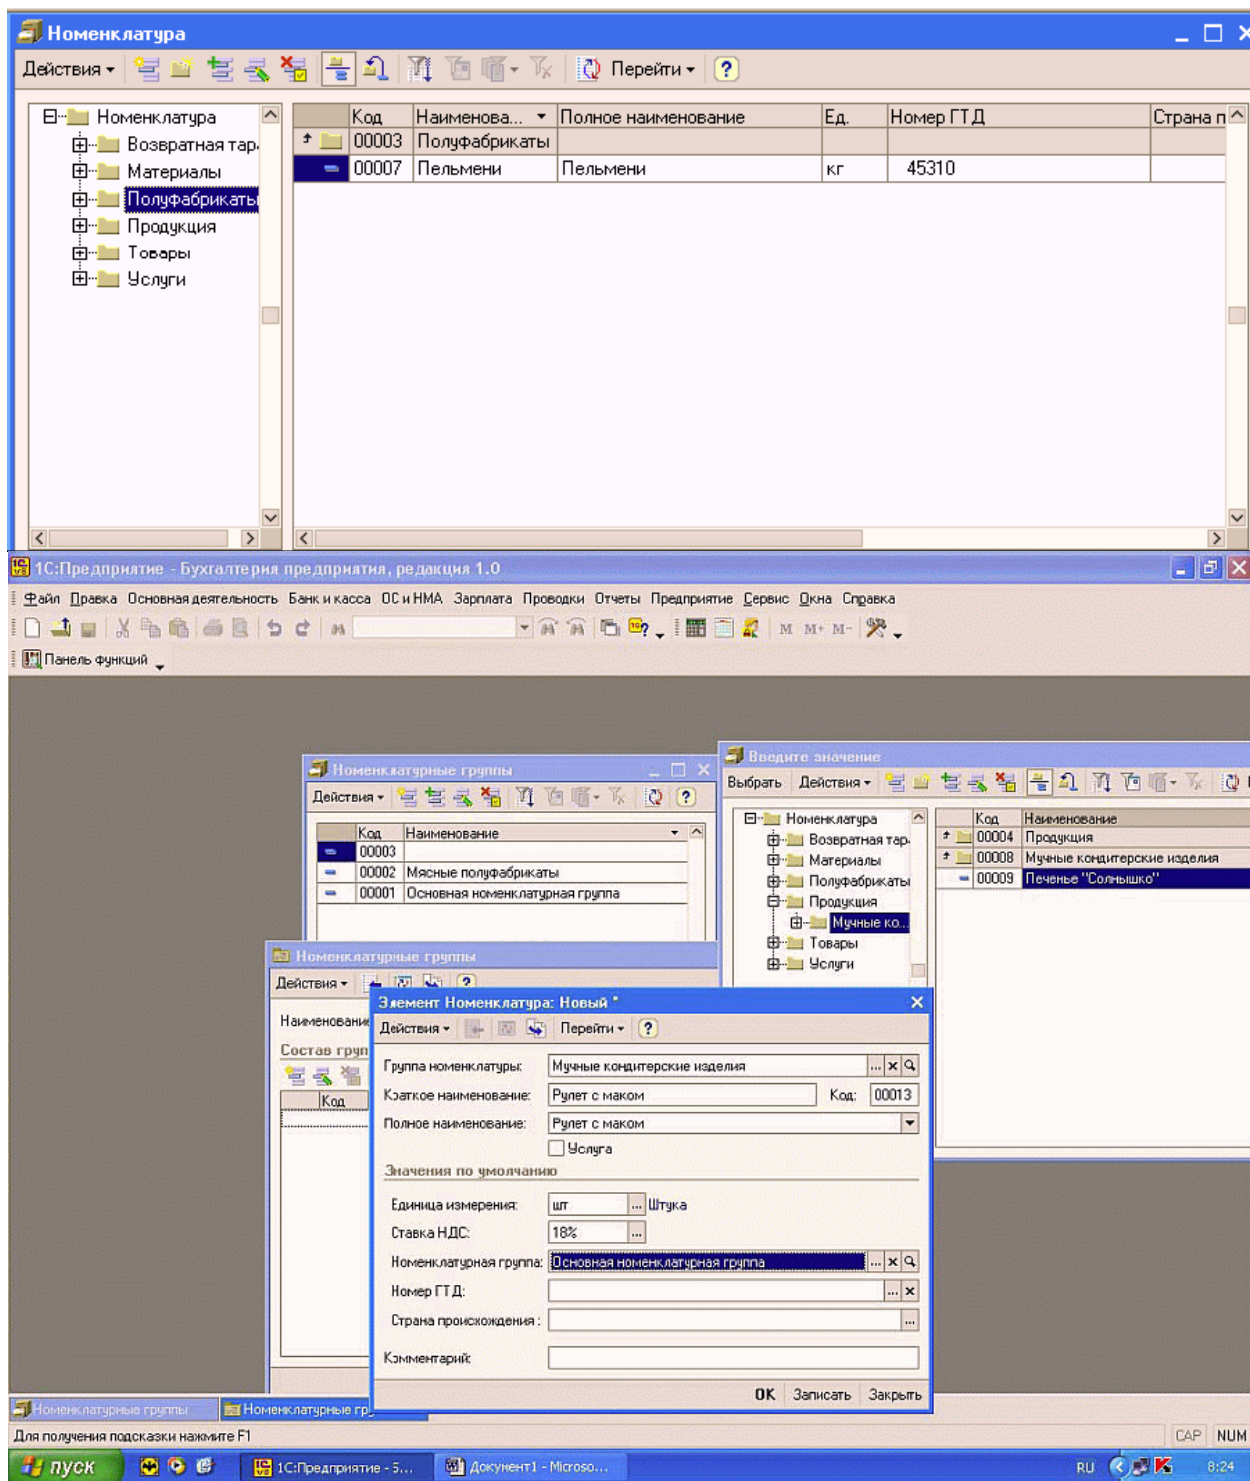 Номенклатура
Действия Перейти ?
Номенклатура
Возвратная тар
Материалы
Полуфабрикаты
Продукция
Товары
Услуги
Код Наименова... Полное наименование Ед. Номер ГТД Страна п
00003 Полуфабрикаты
00007 Пельмени Пельмени кг 45310
1С:Предприятие - Бухгалтерия предприятия, редакция 1.0
Файл Правка Основная деятельность Банк и касса ОС и НМА Зарплата Проводки Отчеты Предприятие Сервис Окна Справка
M M+ M-
Панель функций
Номенклатурные группы
Действия ?
Код Наименование
00003
00002 Мясные полуфабрикаты
00001 Основная номенклатурная группа
Введите значение
Выбрать Действия
Номенклатура
Возвратная тар
Материалы
Полуфабрикаты
Продукция
Мучные ко...
Товары
Услуги
Код Наименование
00004 Продукция
00008 Мучные кондитерские изделия
00009 Печенье "Солнышко"
Номенклатурные группы
Действия ?
Наименование
Состав груп
Код
Элемент Номенклатура: Новый *
Действия Перейти ?
Группа номенклатуры: Мучные кондитерские изделия
Краткое наименование: Рулет с маком Код: 00013
Полное наименование: Рулет с маком
Услуга
Значения по умолчанию
Единица измерения: шт Штука
Ставка НДС: 18%
Номенклатурная группа: Основная номенклатурная группа
Номер ГТД:
Страна происхождения :
Комментарий:
OK Записать Закрыть
Номенклатурные группы Номенклатурные гр
Для получения подсказки нажмите F1 CAP NUM
пуск 1С:Предприятие - Б... Документ1 - Microso... RU 8:24